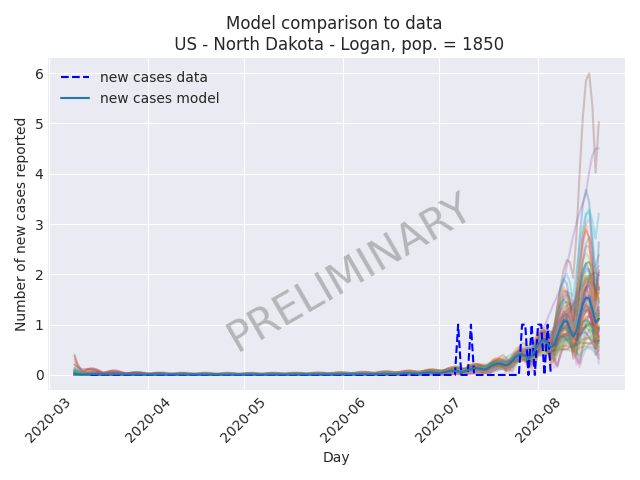 Model comparison to data
US - North Dakota - Logan, pop. = 1850
new cases data
new cases model
Number of new cases reported
6
5
4
3
2
1
0
PRELIMINARY
2020-03
2020-04
2020-05
2020-06
2020-07
2020-08
Day